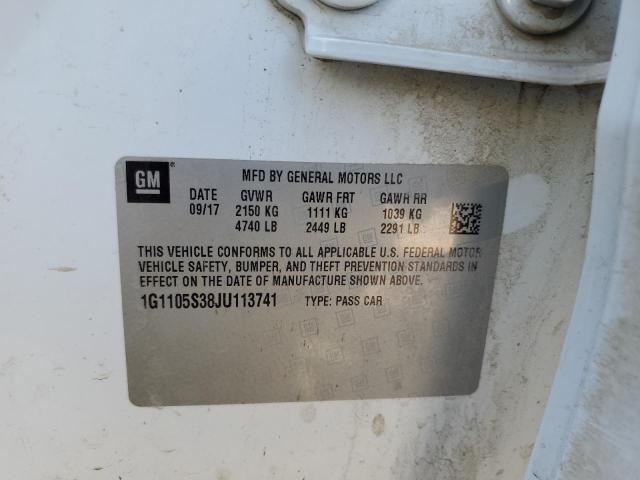 GM
MFD BY GENERAL MOTORS LLC
DATE GVWR GAWR FRT GAWR RR
09/17 2150 KG 1111 KG 1039 KG
4740 LB 2449 LB 2291 LB
THIS VEHICLE CONFORMS TO ALL APPLICABLE U.S. FEDERAL MOTOR
VEHICLE SAFETY, BUMPER, AND THEFT PREVENTION STANDARDS IN
EFFECT ON THE DATE OF MANUFACTURE SHOWN ABOVE.
1G1105S38JU113741 TYPE: PASS CAR